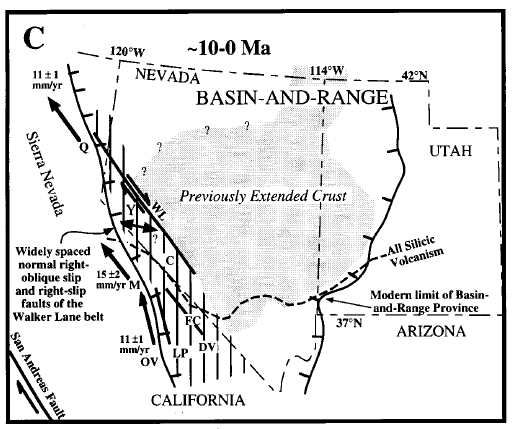 C
~10-0 Ma
120°W
114°W
42°N
11 ± 1
mm/yr
NEVADA
BASIN-AND-RANGE
UTAH
Q
?
?
?
Sierra Nevada
Previously Extended Crust
WL
Y
?
C
Widely spaced
normal right-
oblique slip
and right-slip
faults of the
Walker Lane belt
All Silicic
Volcanism
15 ±2
mm/yr
M
Modern limit of Basin-
and-Range Province
37°N
ARIZONA
11 ±1
mm/yr
OV
FC
LP
DV
San Andreas Fault
CALIFORNIA